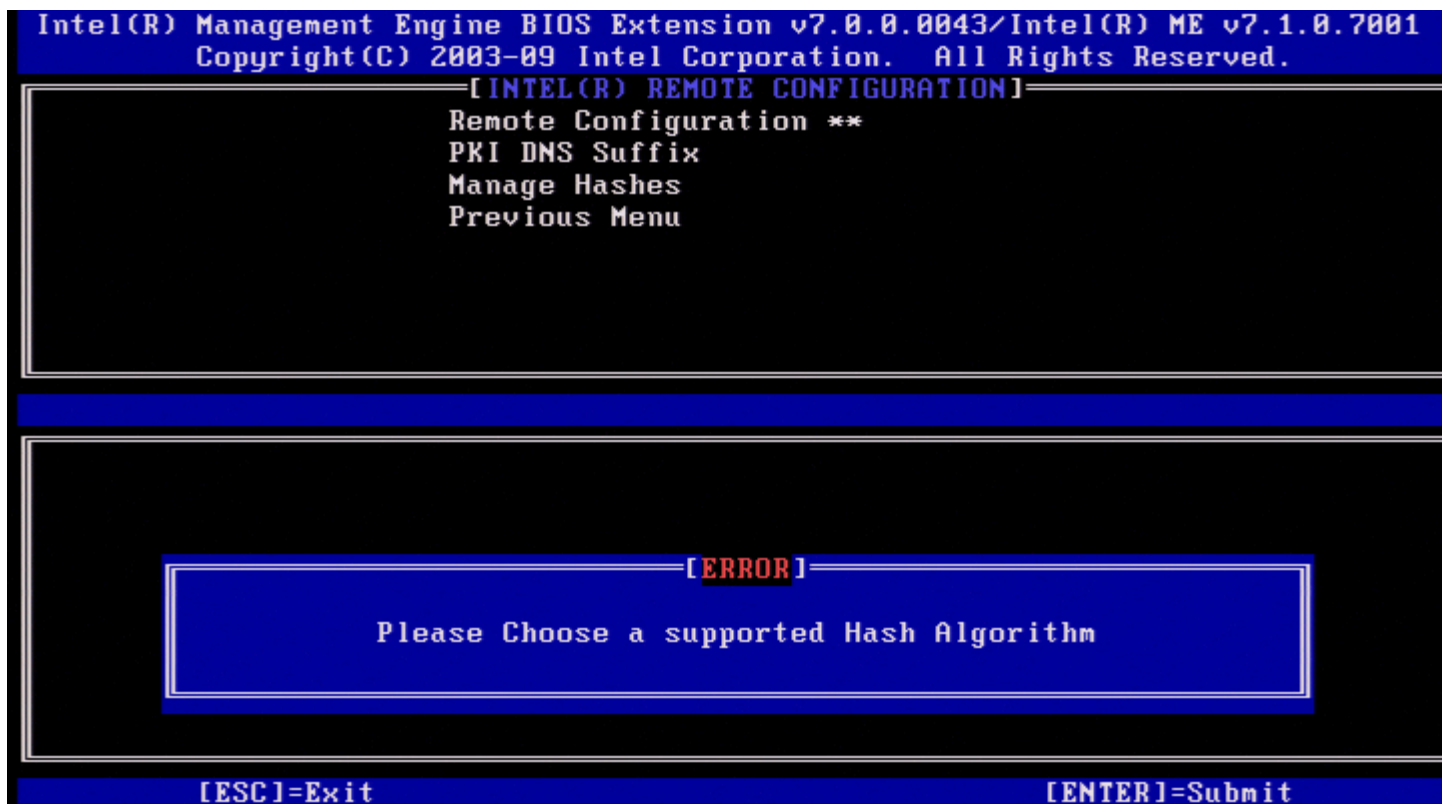 Intel(R) Management Engine BIOS Extension v7.0.0.0043/Intel(R) ME v7.1.0.7001
Copyright(C) 2003-09 Intel Corporation. All Rights Reserved.
[INTEL(R) REMOTE CONFIGURATION]
Remote Configuration **
PKI DNS Suffix
Manage Hashes
Previous Menu
[ERROR]
Please Choose a supported Hash Algorithm
[ESC]=Exit [ENTER]=Submit